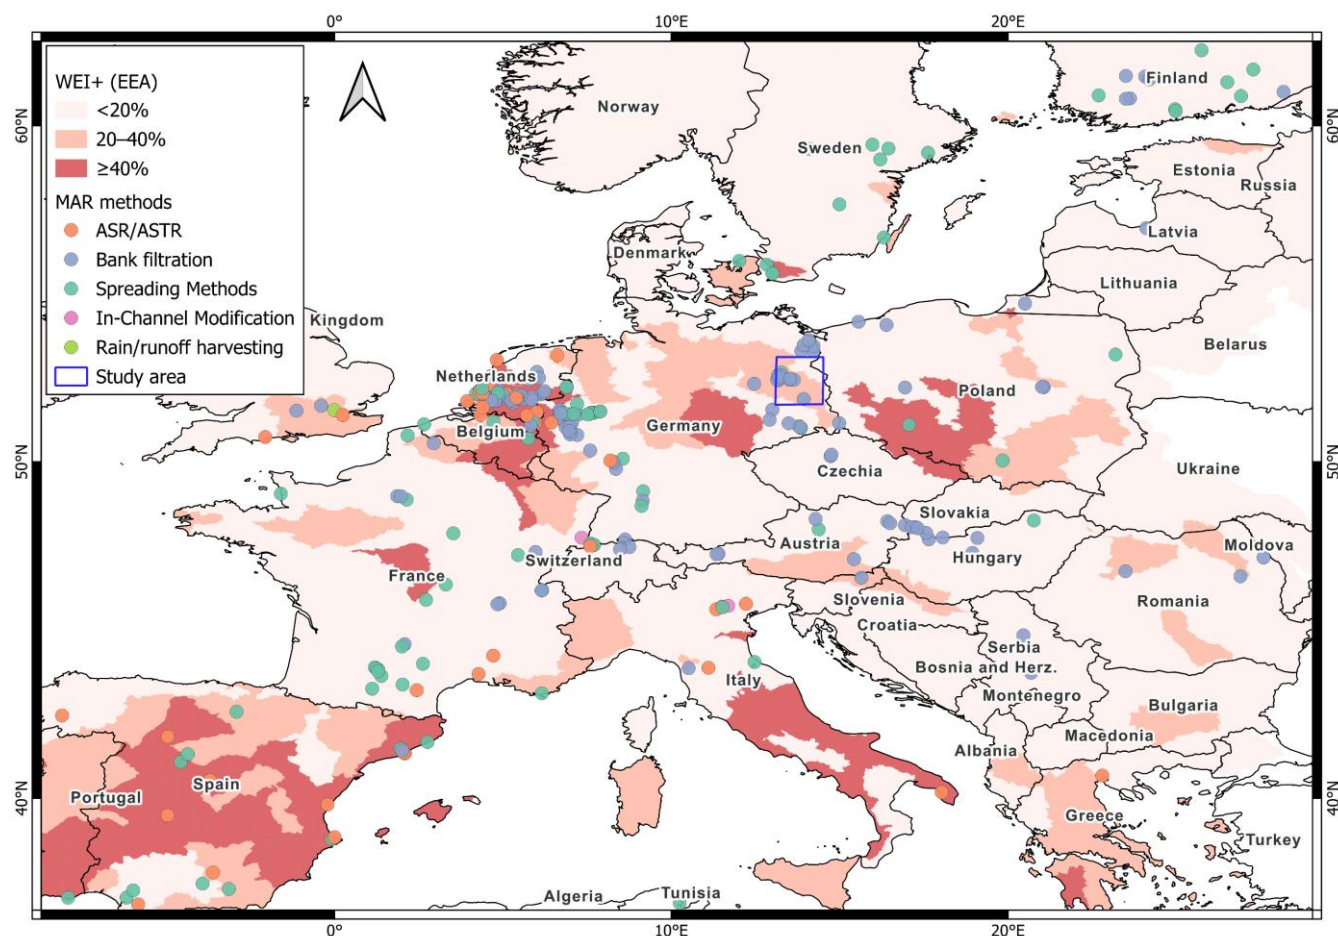 0° 10°E 20°E
WEI+ (EEA)
<20%
20–40%
≥40%
MAR methods
ASR/ASTR
Bank filtration
Spreading Methods
In-Channel Modification
Rain/runoff harvesting
Study area
60°N 60°N
50°N 50°N
40°N 40°N
Norway
Finland
Sweden
Estonia
Russia
Latvia
Denmark
Lithuania
Kingdom
Belarus
Netherlands
Poland
Belgium
Germany
Czechia
Ukraine
Slovakia
Austria
Hungary
Moldova
Switzerland
France
Slovenia
Romania
Croatia
Serbia
Bosnia and Herz.
Italy
Montenegro
Bulgaria
Macedonia
Albania
Spain
Portugal
Greece
Turkey
Algeria
Tunisia
0° 10°E 20°E